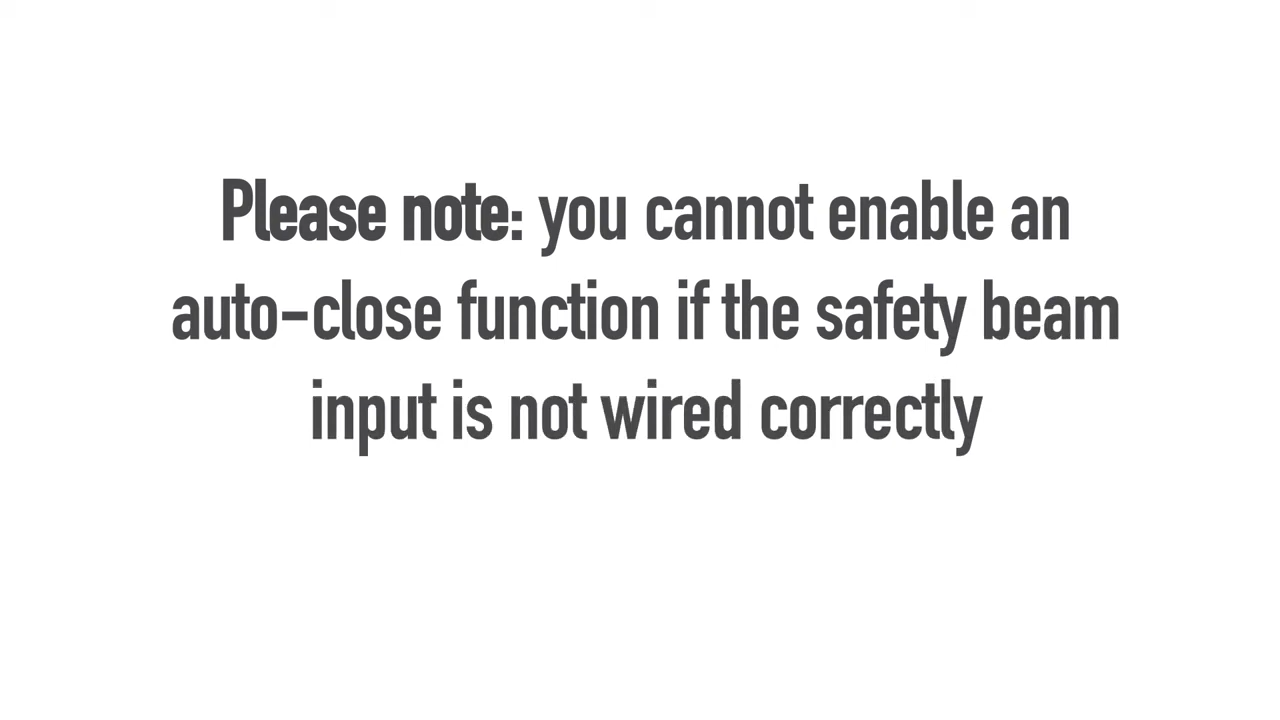 Please note: you cannot enable an
auto-close function if the safety beam
input is not wired correctly